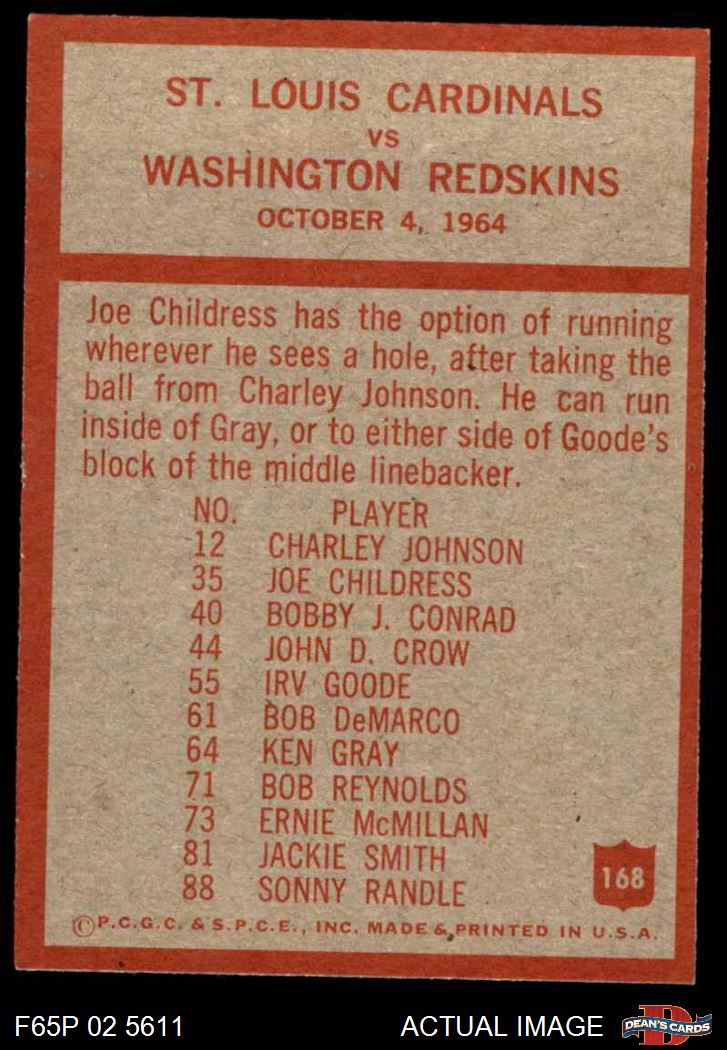 ST. LOUIS CARDINALS
VS
WASHINGTON REDSKINS
OCTOBER 4, 1964
Joe Childress has the option of running
wherever he sees a hole, after taking the
ball from Charley Johnson. He can run
inside of Gray, or to either side of Goode's
block of the middle linebacker.
NO. PLAYER
12 CHARLEY JOHNSON
35 JOE CHILDRESS
40 BOBBY J. CONRAD
44 JOHN D. CROW
55 IRV GOODE
61 BOB DeMARCO
64 KEN GRAY
71 BOB REYNOLDS
73 ERNIE McMILLAN
81 JACKIE SMITH
88 SONNY RANDLE
168
©P.C.G.C. & S.P.C.E., INC. MADE & PRINTED IN U.S.A.
F65P 02 5611 ACTUAL IMAGE D DEAN'S CARDS